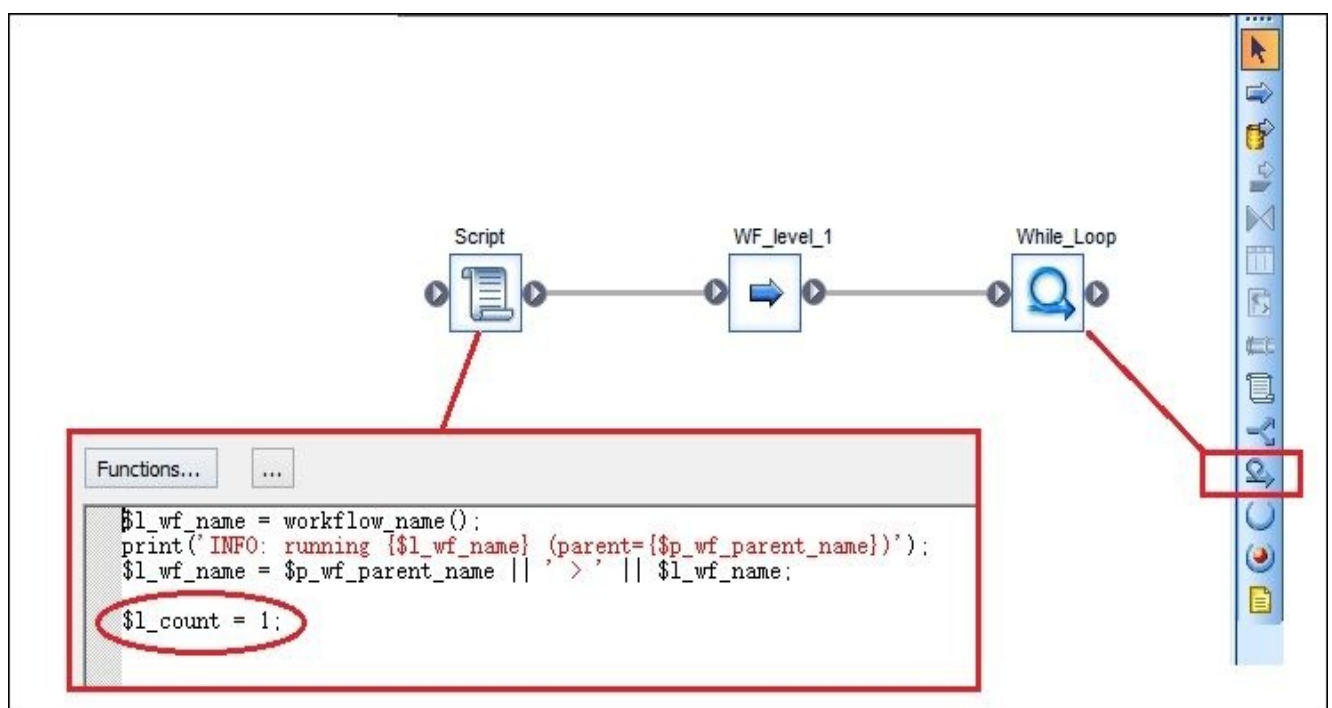 Script
WF_level_1
While_Loop
Functions...
...
$l_wf_name = workflow_name();
print('INFO: running {$l_wf_name} (parent={$p_wf_parent_name})');
$l_wf_name = $p_wf_parent_name || ' > ' || $l_wf_name;
$l_count = 1;